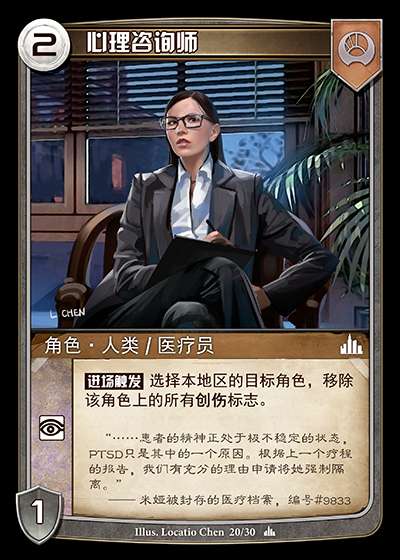 2
心理咨询师
L. CHEN
角色 · 人类 / 医疗员
进场触发 选择本地区的目标角色，移除
该角色上的所有创伤标志。
“……患者的精神正处于极不稳定的状态，
PTSD只是其中的一个原因。根据上一个疗程
的报告，我们有充分的理由申请将她强制隔
离。”
—— 米娅被封存的医疗档案，编号#9833
1
Illus. Locatio Chen 20/30